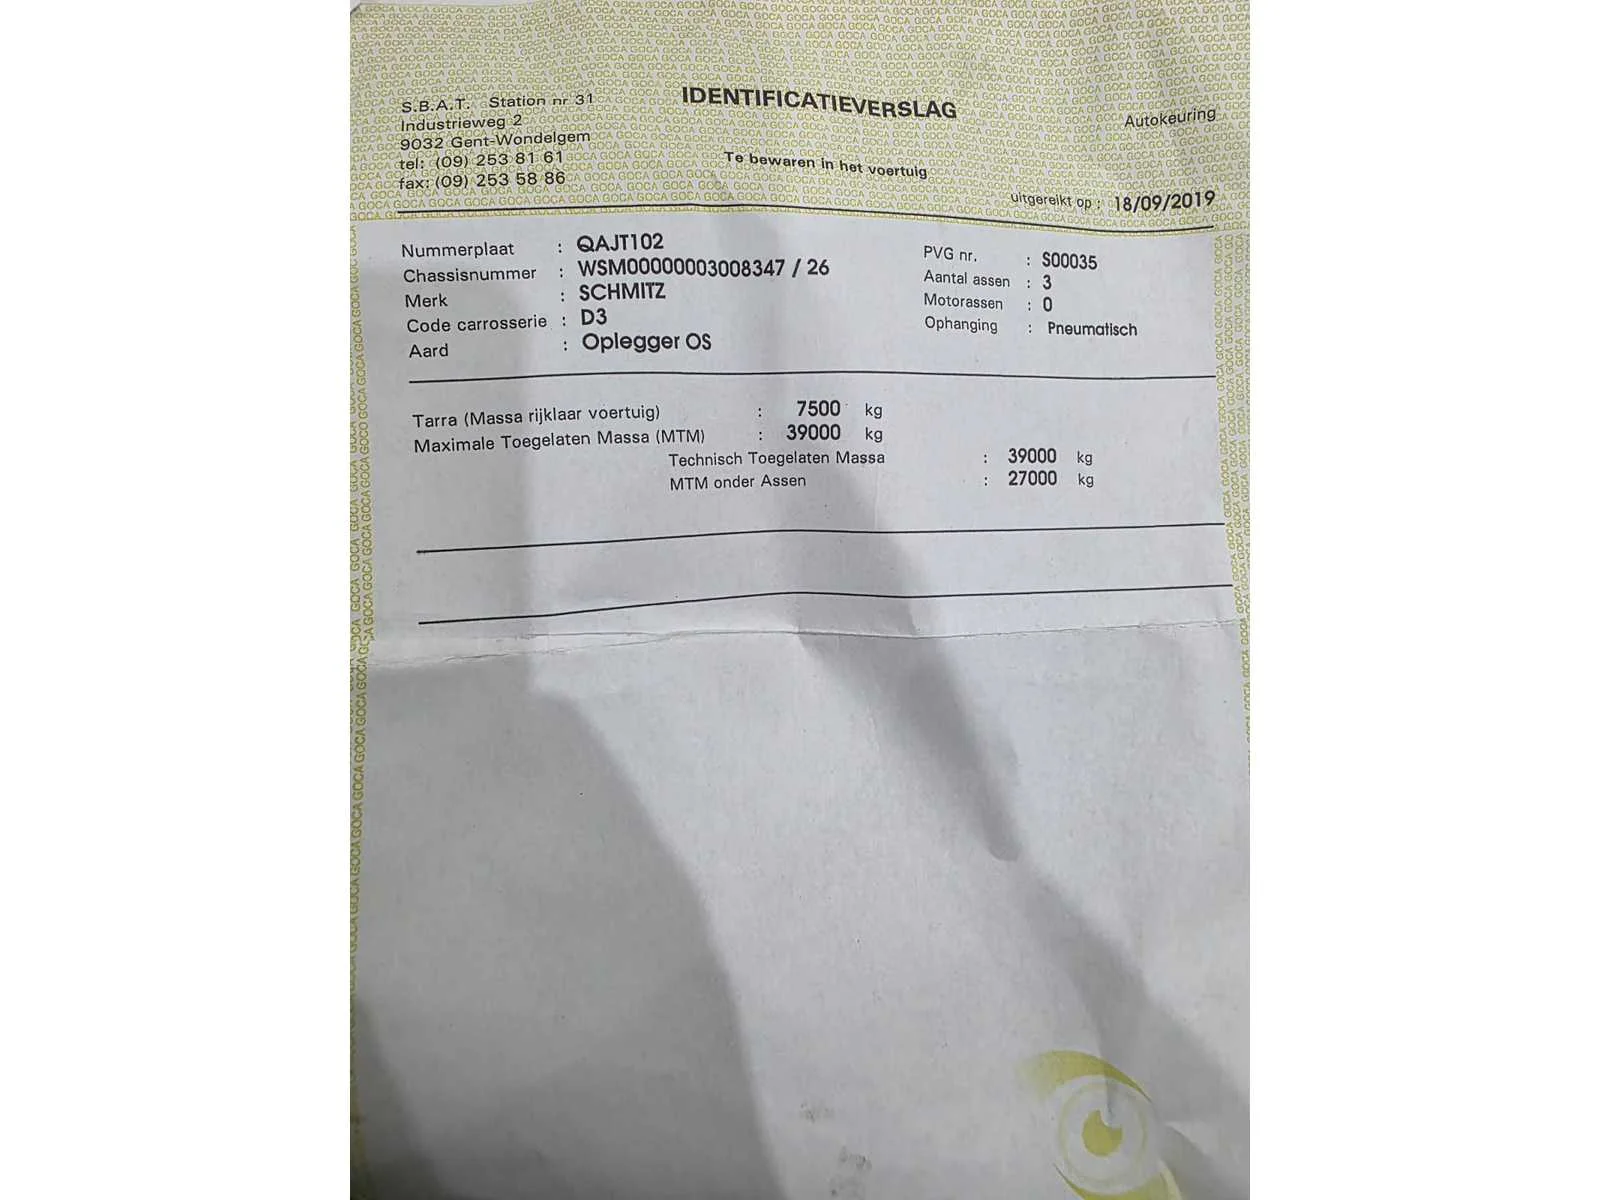 S.B.A.T. Station nr 31
Industrieweg 2
9032 Gent-Wondelgem
tel: (09) 253 81 61
fax: (09) 253 58 86
IDENTIFICATIEVERSLAG
Te bewaren in het voertuig
Autokeuring
uitgereikt op : 18/09/2019
Nummerplaat : QAJT102
Chassisnummer : WSM00000003008347 / 26
Merk : SCHMITZ
Code carrosserie : D3
Aard : Oplegger OS
PVG nr. : S00035
Aantal assen : 3
Motorassen : 0
Ophanging : Pneumatisch
Tarra (Massa rijklaar voertuig) : 7500 kg
Maximale Toegelaten Massa (MTM) : 39000 kg
Technisch Toegelaten Massa : 39000 kg
MTM onder Assen : 27000 kg